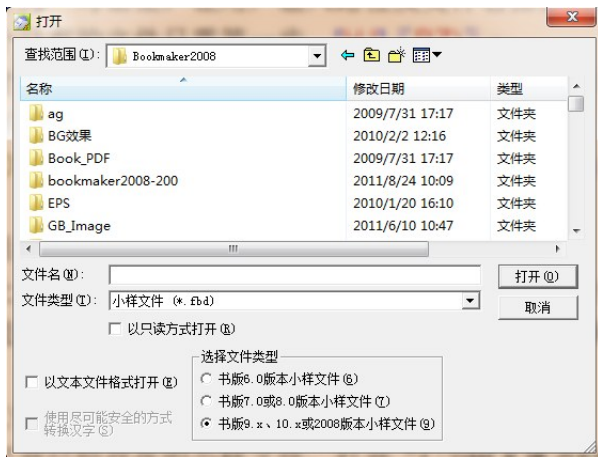 打开
查找范围(I): Bookmaker2008
名称 修改日期 类型
ag 2009/7/31 17:17 文件夹
BG效果 2010/2/2 12:16 文件夹
Book_PDF 2009/7/31 17:17 文件夹
bookmaker2008-200 2011/8/24 10:09 文件夹
EPS 2010/1/20 16:10 文件夹
GB_Image 2011/6/10 10:47 文件夹
文件名(N): 打开(O)
文件类型(T): 小样文件 (*.fbd) 取消
以只读方式打开(R)
选择文件类型
以文本文件格式打开(E) 书版6.0版本小样文件(6)
书版7.0或8.0版本小样文件(7)
使用尽可能安全的方式
转换汉字(S)
书版9.x、10.x或2008版本小样文件(9)